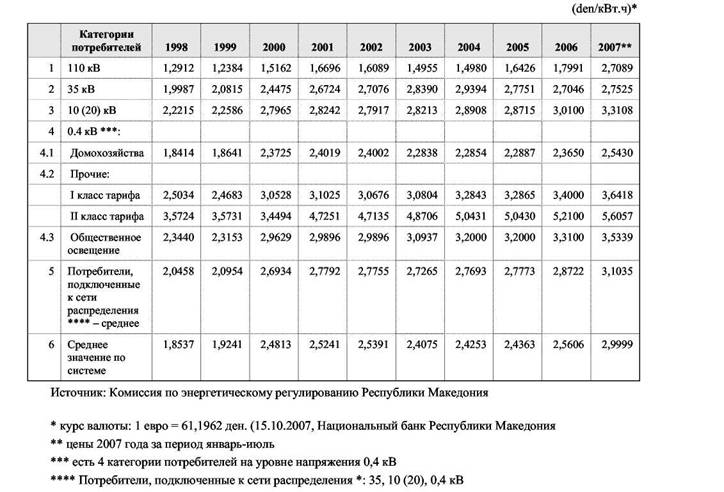 (den/кВт.ч)*
Категории
потребителей 1998 1999 2000 2001 2002 2003 2004 2005 2006 2007**
1 110 кВ 1,2912 1,2384 1,5162 1,6696 1,6089 1,4955 1,4980 1,6426 1,7991 2,7089
2 35 кВ 1,9987 2,0815 2,4475 2,6724 2,7076 2,8390 2,9394 2,7751 2,7046 2,7525
3 10 (20) кВ 2,2215 2,2586 2,7965 2,8242 2,7917 2,8213 2,8908 2,8715 3,0100 3,3108
4 0.4 кВ ***:
4.1 Домохозяйства 1,8414 1,8641 2,3725 2,4019 2,4002 2,2838 2,2854 2,2887 2,3650 2,5430
4.2 Прочие:
I класс тарифа 2,5034 2,4683 3,0528 3,1025 3,0676 3,0804 3,2843 3,2865 3,4000 3,6418
II класс тарифа 3,5724 3,5731 3,4494 4,7251 4,7135 4,8706 5,0431 5,0430 5,2100 5,6057
4.3 Общественное 2,3440 2,3153 2,9629 2,9896 2,9896 3,0937 3,2000 3,2000 3,3100 3,5339
освещение
5 Потребители, 2,0458 2,0954 2,6934 2,7792 2,7755 2,7265 2,7693 2,7773 2,8722 3,1035
подключенные
к сети
распределения
**** – среднее
6 Среднее 1,8537 1,9241 2,4813 2,5241 2,5391 2,4075 2,4253 2,4363 2,5606 2,9999
значение по
системе
Источник: Комиссия по энергетическому регулированию Республики Македония
* курс валюты: 1 евро = 61,1962 ден. (15.10.2007, Национальный банк Республики Македония
** цены 2007 года за период январь-июль
*** есть 4 категории потребителей на уровне напряжения 0,4 кВ
**** Потребители, подключенные к сети распределения *: 35, 10 (20), 0,4 кВ